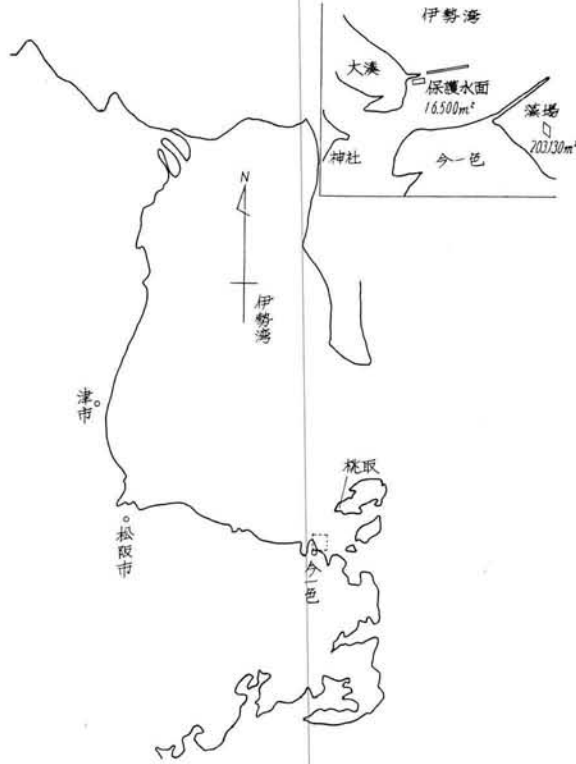 伊勢湾
大湊
保護水面
16.500m²
藻場
203,130m²
神社
今一色
N
伊勢湾
津市
桃取
松阪市
今一色